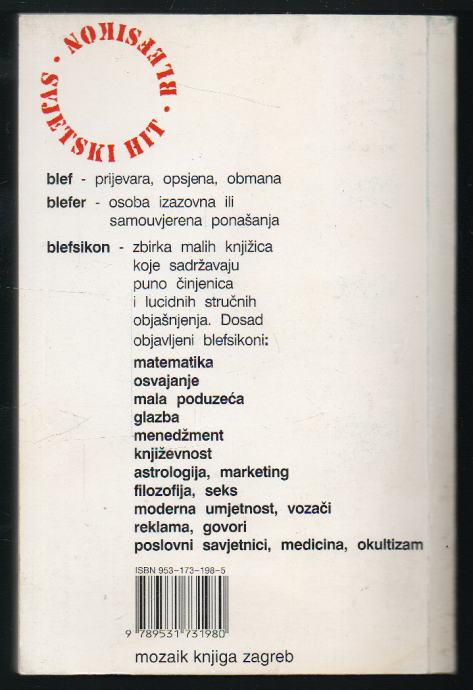 BLEFSIKON · SVJETSKI HIT ·
blef - prijevara, opsjena, obmana
blefer - osoba izazovna ili
samouvjerena ponašanja
blefsikon - zbirka malih knjižica
koje sadržavaju
puno činjenica
i lucidnih stručnih
objašnjenja. Dosad
objavljeni blefsikoni:
matematika
osvajanje
mala poduzeća
glazba
menedžment
književnost
astrologija, marketing
filozofija, seks
moderna umjetnost, vozači
reklama, govori
poslovni savjetnici, medicina, okultizam
ISBN 953-173-198-5
9 789531 731980
mozaik knjiga zagreb